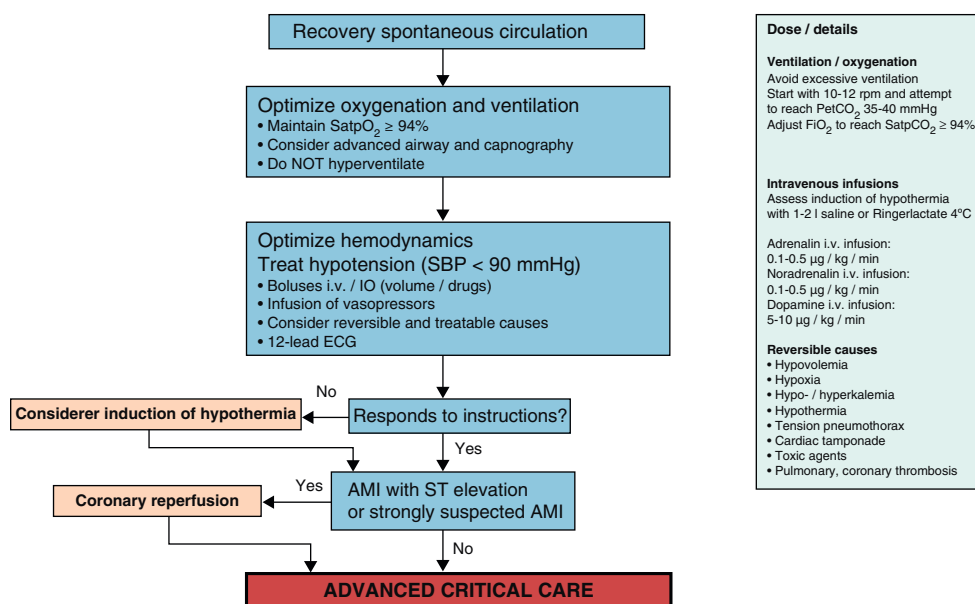 Recovery spontaneous circulation
Optimize oxygenation and ventilation
• Maintain SatpO₂ ≥ 94%
• Consider advanced airway and capnography
• Do NOT hyperventilate
Optimize hemodynamics
Treat hypotension (SBP < 90 mmHg)
• Boluses i.v. / IO (volume / drugs)
• Infusion of vasopressors
• Consider reversible and treatable causes
• 12-lead ECG
No
Considerer induction of hypothermia
Responds to instructions?
Yes
Yes
Coronary reperfusion
AMI with ST elevation
or strongly suspected AMI
No
ADVANCED CRITICAL CARE
Dose / details
Ventilation / oxygenation
Avoid excessive ventilation
Start with 10-12 rpm and attempt
to reach PetCO₂ 35-40 mmHg
Adjust FiO₂ to reach SatpCO₂ ≥ 94%
Intravenous infusions
Assess induction of hypothermia
with 1-2 l saline or Ringerlactate 4ºC
Adrenalin i.v. infusion:
0.1-0.5 µg / kg / min
Noradrenalin i.v. infusion:
0.1-0.5 µg / kg / min
Dopamine i.v. infusion:
5-10 µg / kg / min
Reversible causes
• Hypovolemia
• Hypoxia
• Hypo- / hyperkalemia
• Hypothermia
• Tension pneumothorax
• Cardiac tamponade
• Toxic agents
• Pulmonary, coronary thrombosis